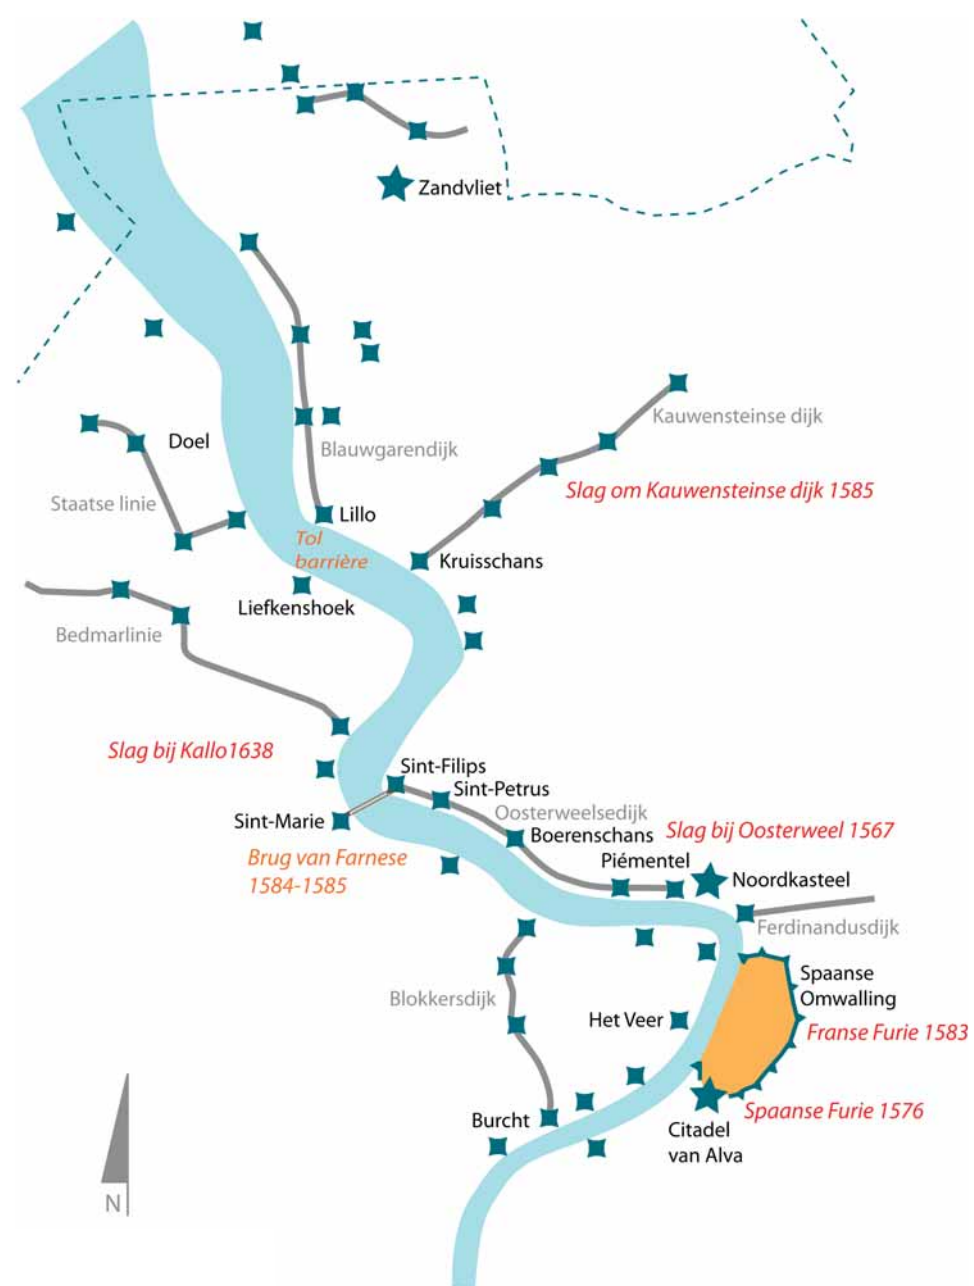 Zandvliet
Kauwensteinse dijk
Doel
Blauwgarendijk
Slag om Kauwensteinse dijk 1585
Staatse linie
Lillo
Tol
barrière
Kruisschans
Liefkenshoek
Bedmarlinie
Slag bij Kallo1638
Sint-Filips
Sint-Petrus
Oosterweelsedijk
Sint-Marie
Boerenschans
Slag bij Oosterweel 1567
Brug van Farnese
1584-1585
Piémentel
Noordkasteel
Ferdinandusdijk
Spaanse
Omwalling
Blokkersdijk
Het Veer
Franse Furie 1583
Spaanse Furie 1576
Burcht
Citadel
van Alva
N